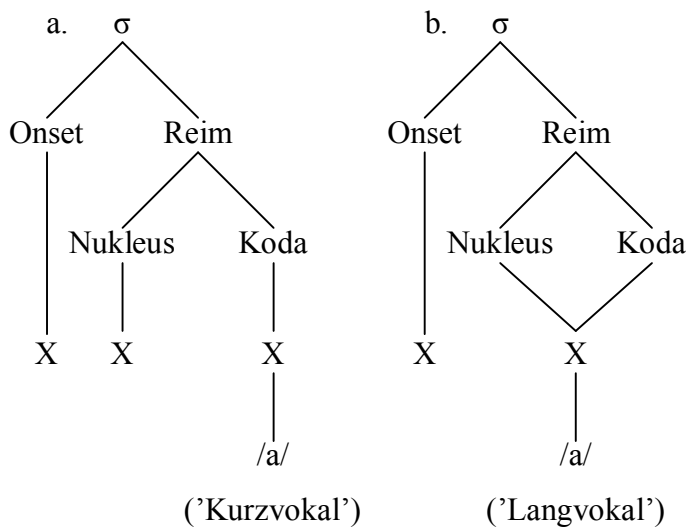 a. σ b. σ
Onset Reim Onset Reim
Nukleus Koda Nukleus Koda
X X X X X
/a/ /a/
(’Kurzvokal’) (’Langvokal’)